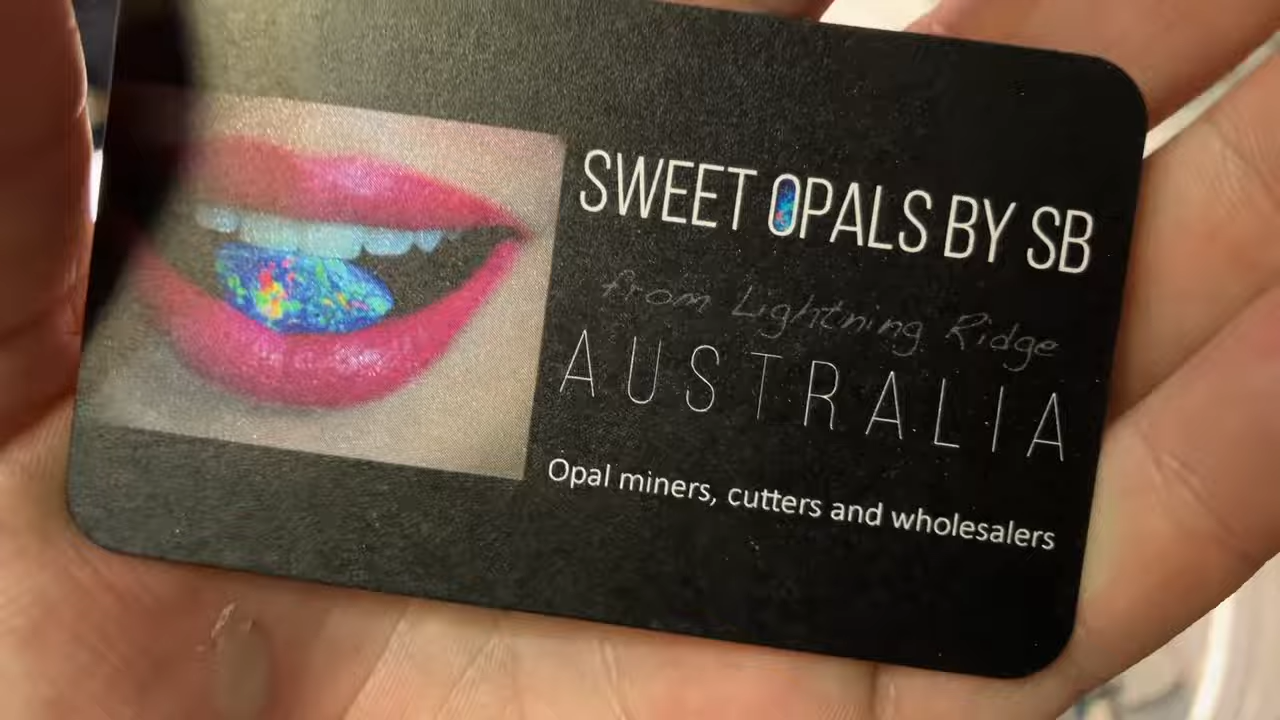 SWEET OPALS BY SB
from Lightning Ridge
AUSTRALIA
Opal miners, cutters and wholesalers